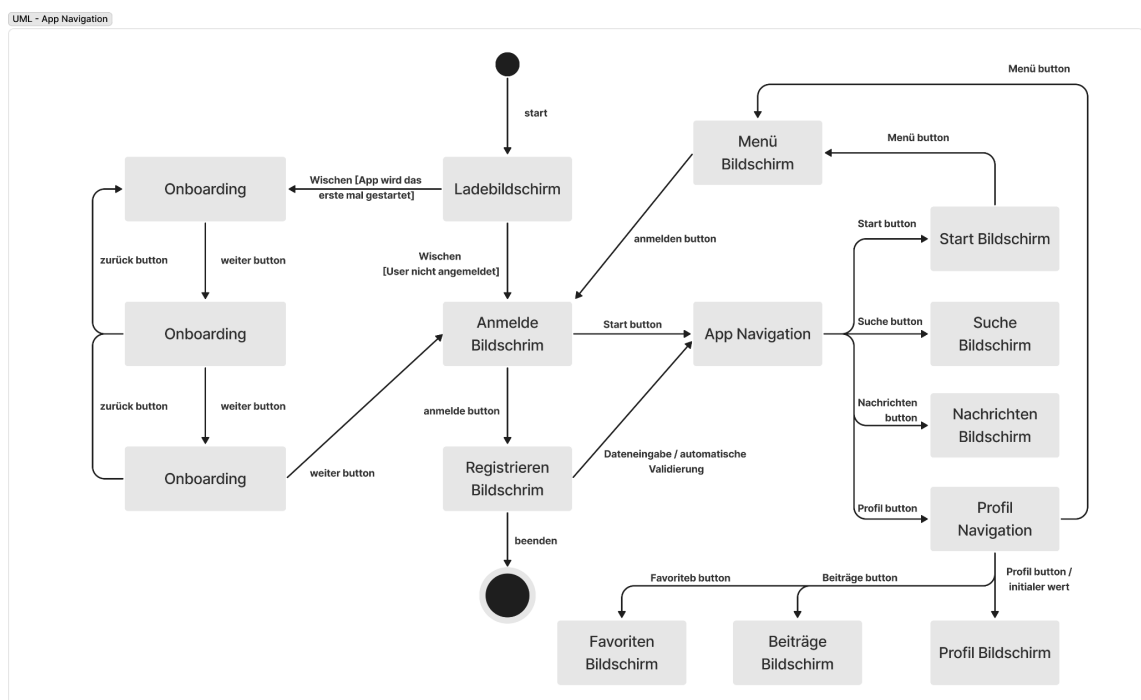 UML - App Navigation
Menü button
start
Menü
Bildschirm
Menü button
Onboarding
Wischen [App wird das
erste mal gestartet]
Ladebildschirm
Start button
Start Bildschirm
anmelden button
zurück button
weiter button
Wischen
[User nicht angemeldet]
Onboarding
Anmelde
Bildschrim
Start button
App Navigation
Suche button
Suche
Bildschirm
zurück button
weiter button
anmelde button
Nachrichten
button
Nachrichten
Bildschirm
Onboarding
weiter button
Registrieren
Bildschrim
Dateneingabe / automatische
Validierung
Profil button
Profil
Navigation
beenden
Favoriteb button
Beiträge button
Profil button /
initialer wert
Favoriten
Bildschirm
Beiträge
Bildschirm
Profil Bildschirm